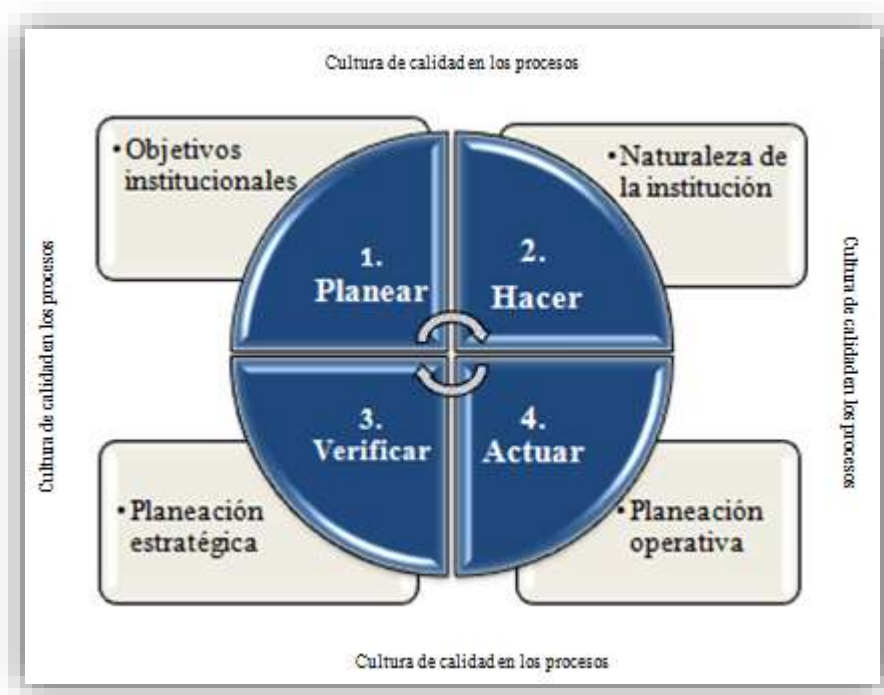 Cultura de calidad en los procesos
•Objetivos
institucionales
•Naturaleza de
la institución
1.
Planear
2.
Hacer
Cultura de calidad en los procesos
Cultura de calidad en los procesos
3.
Verificar
4.
Actuar
•Planeación
estratégica
•Planeación
operativa
Cultura de calidad en los procesos